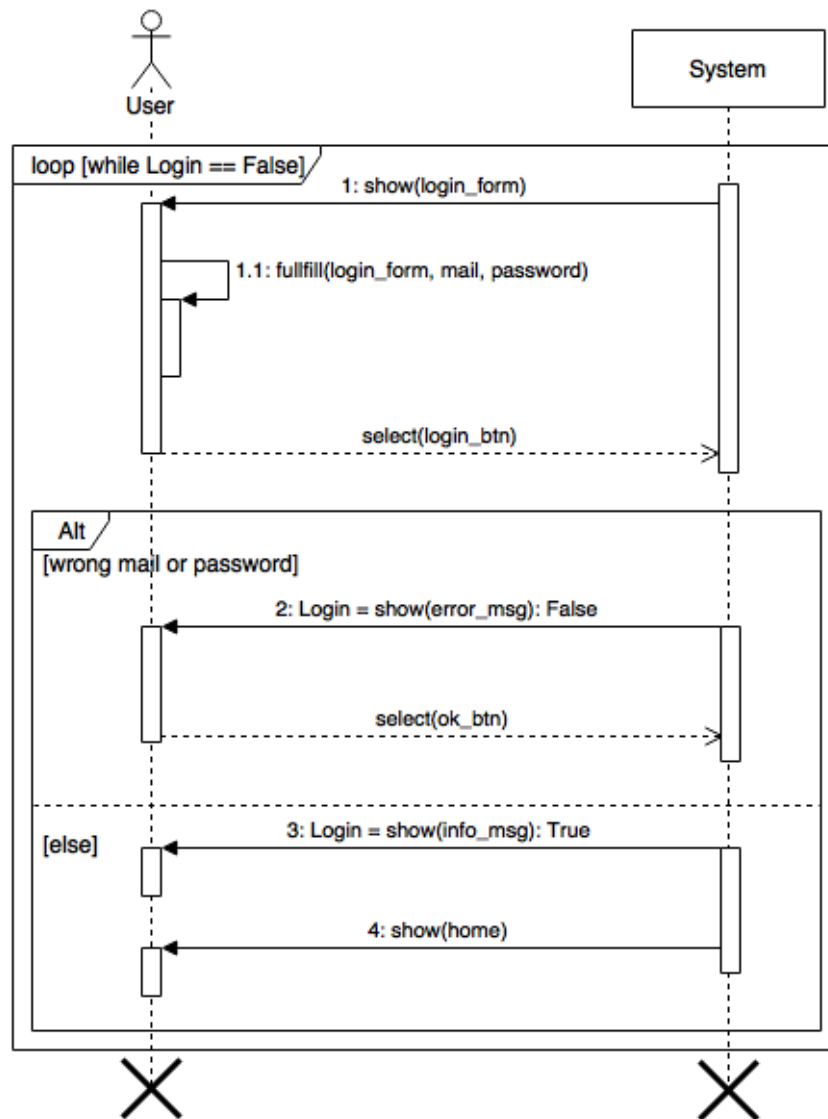 User
System
loop [while Login == False]
1: show(login_form)
1.1: fullfill(login_form, mail, password)
select(login_btn)
Alt
[wrong mail or password]
2: Login = show(error_msg): False
select(ok_btn)
[else]
3: Login = show(info_msg): True
4: show(home)